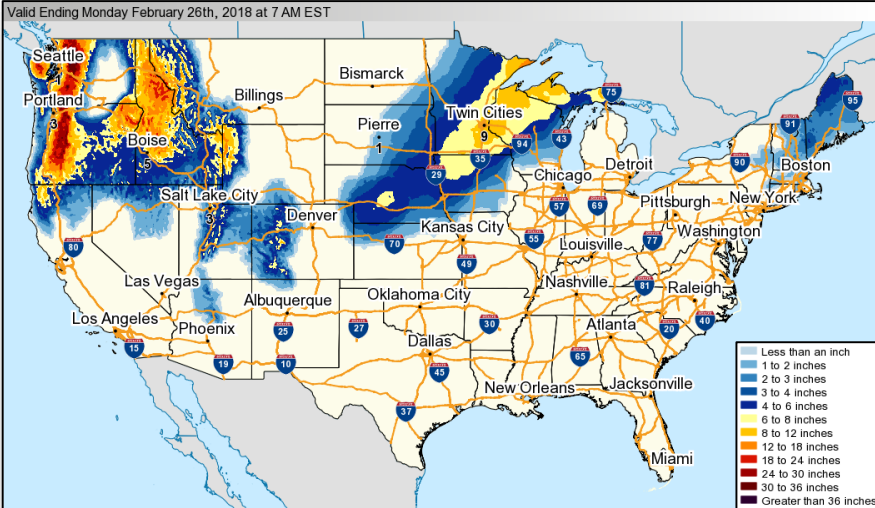 Valid Ending Monday February 26th, 2018 at 7 AM EST
Seattle
1
Portland
3
Boise
5
Billings
Bismarck
Pierre
1
Twin Cities
9
75
95
91
94
43
29
35
90
Boston
Detroit
Chicago
Salt Lake City
3
Denver
57
69
Pittsburgh
New York
80
70
Kansas City
55
77
Washington
Louisville
49
Las Vegas
Nashville
81
Raleigh
Albuquerque
Oklahoma City
Los Angeles
Phoenix
25
27
30
Atlanta
20
40
15
Dallas
19
10
45
65
New Orleans
Jacksonville
37
Miami
Less than an inch
1 to 2 inches
2 to 3 inches
3 to 4 inches
4 to 6 inches
6 to 8 inches
8 to 12 inches
12 to 18 inches
18 to 24 inches
24 to 30 inches
30 to 36 inches
Greater than 36 inches